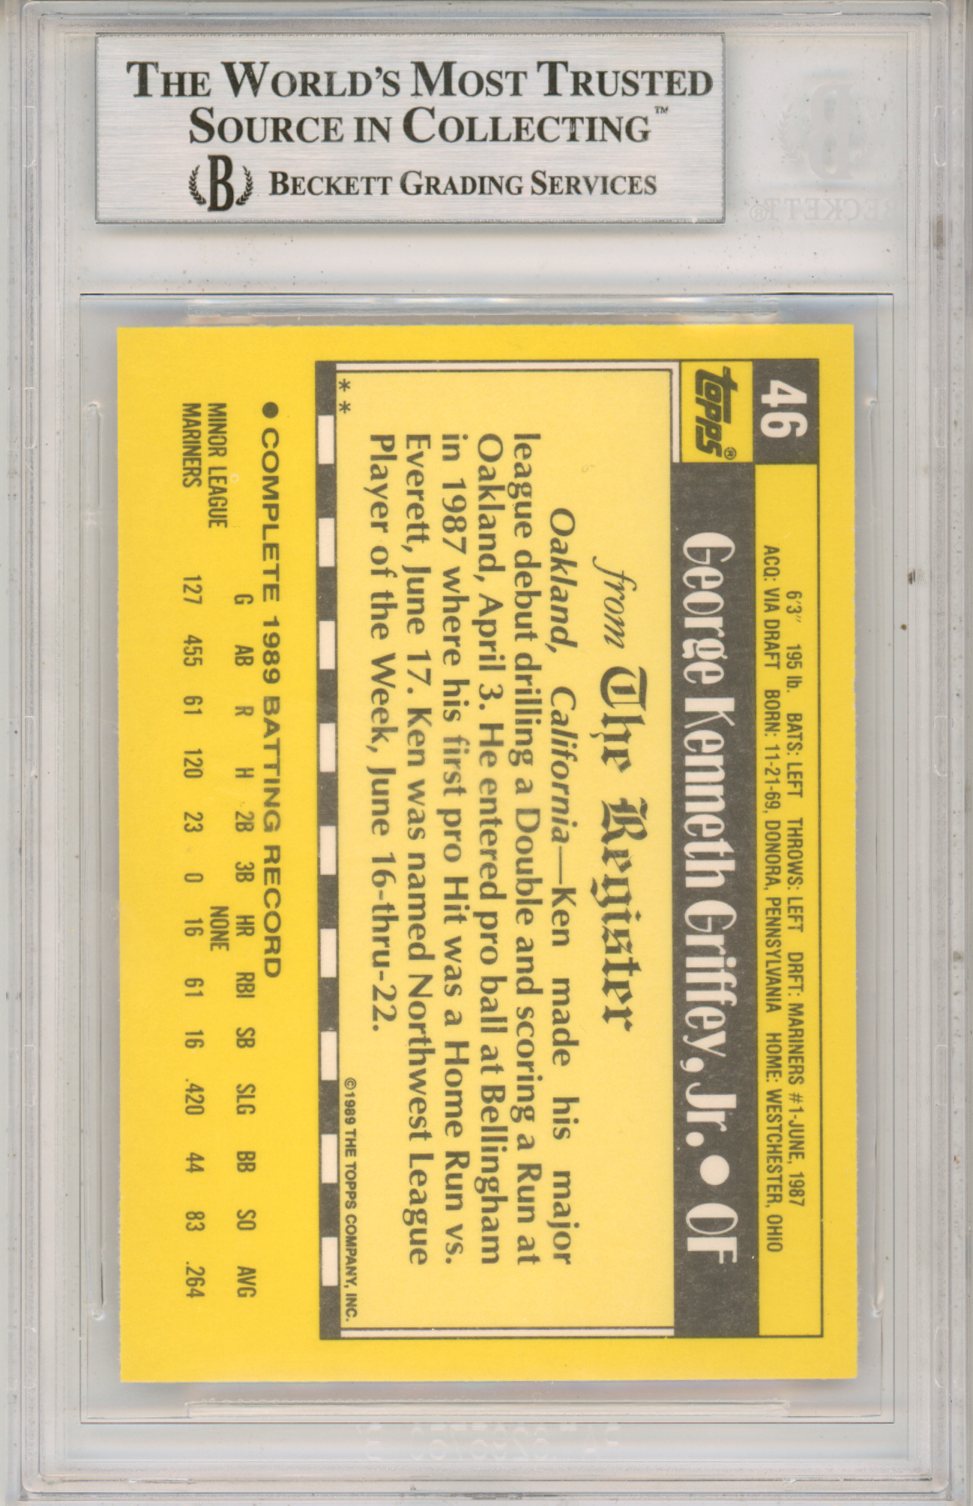 THE WORLD'S MOST TRUSTED
SOURCE IN COLLECTING™
B BECKETT GRADING SERVICES
B
BECKETT®
46
topps®
6'3" 195 lb. BATS: LEFT THROWS: LEFT DRFT: MARINERS #1-JUNE, 1987
ACQ: VIA DRAFT BORN: 11-21-69, DONORA, PENNSYLVANIA HOME: WESTCHESTER, OHIO
George Kenneth Griffey, Jr. ● OF
from The Register
Oakland, California—Ken made his major
league debut drilling a Double and scoring a Run at
Oakland, April 3. He entered pro ball at Bellingham
in 1987 where his first pro Hit was a Home Run vs.
Everett, June 17. Ken was named Northwest League
Player of the Week, June 16-thru-22.
** ©1989 THE TOPPS COMPANY, INC.
● COMPLETE 1989 BATTING RECORD
G AB R H 2B 3B HR RBI SB SLG BB SO AVG
MINOR LEAGUE NONE
MARINERS 127 455 61 120 23 0 16 61 16 .420 44 83 .264